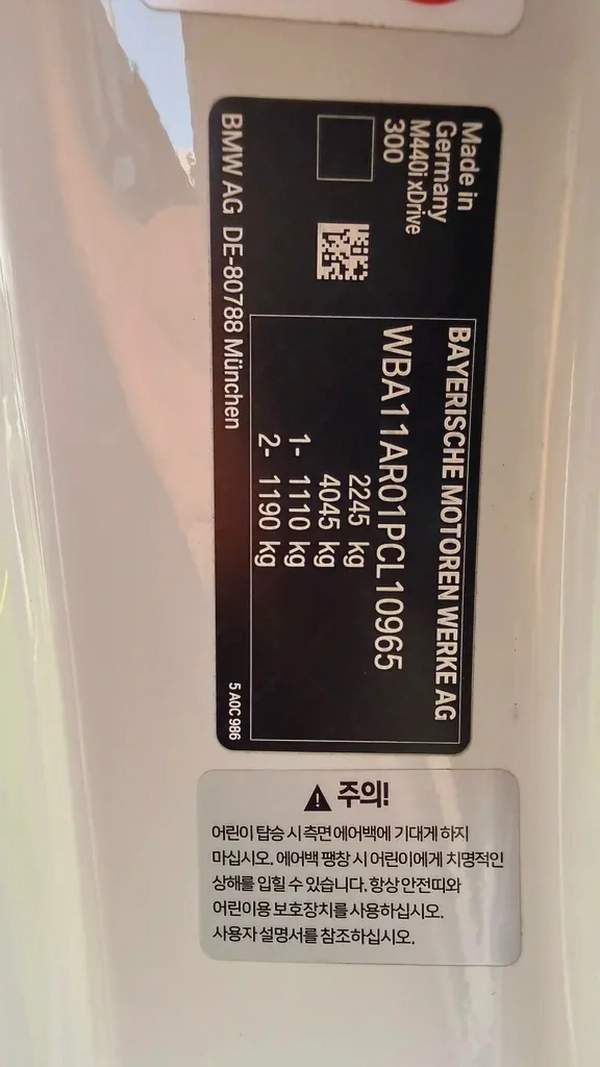 Made in
Germany
M440i xDrive
300
BAYERISCHE MOTOREN WERKE AG
WBA11AR01PCL10965
2245 kg
4045 kg
1- 1110 kg
2- 1190 kg
BMW AG DE-80788 München
5 A0C 986
주의!
어린이 탑승 시 측면 에어백에 기대게 하지
마십시오. 에어백 팽창 시 어린이에게 치명적인
상해를 입힐 수 있습니다. 항상 안전띠와
어린이용 보호장치를 사용하십시오.
사용자 설명서를 참조하십시오.